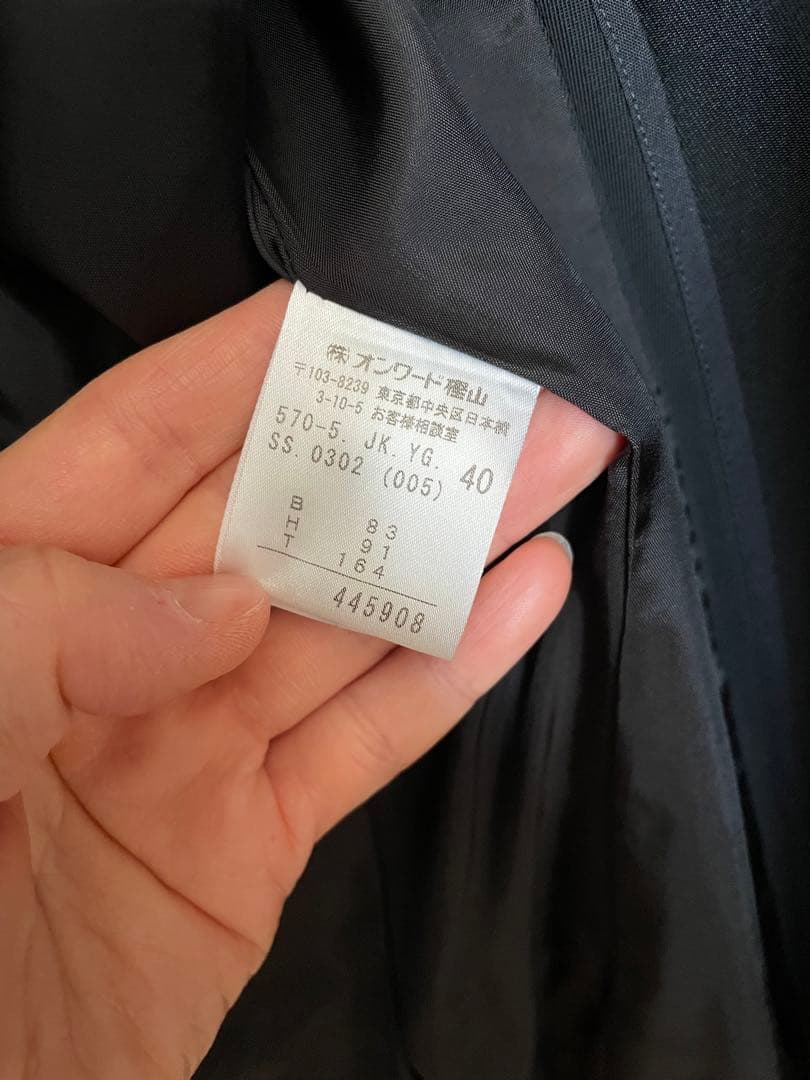 (株)オンワード樫山
〒103-8239 東京都中央区日本橋
3-10-5 お客様相談室
570-5. JK. YG. 40
SS. 0302 (005)
B 83
H 91
T 164
445908